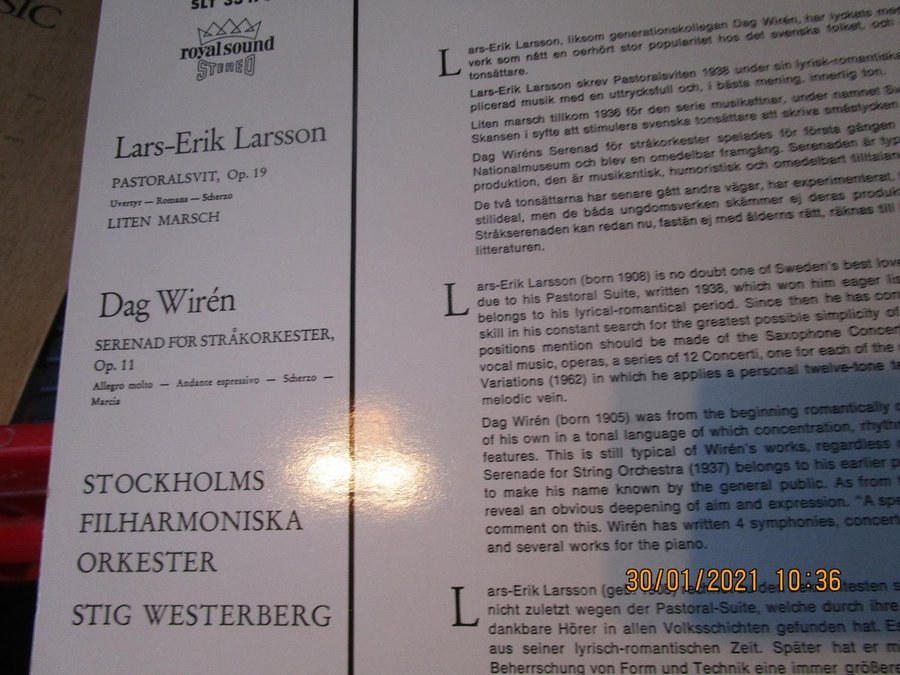 SIC
SLT 33
royal sound
STEREO
Lars-Erik Larsson
PASTORALSVIT, Op. 19
Uvertyr — Romans — Scherzo
LITEN MARSCH
Dag Wirén
SERENAD FÖR STRÅKORKESTER,
Op. 11
Allegro molto — Andante espressivo — Scherzo —
Marcia
STOCKHOLMS
FILHARMONISKA
ORKESTER
STIG WESTERBERG
Lars-Erik Larsson, liksom generationskollegan Dag Wirén, har lyckats
verk som nått en oerhört stor popularitet hos det svenska folket, och
tonsättare.
Lars-Erik Larsson skrev Pastoralsviten 1938 under sin lyrisk-romantiska
plicerad musik med en uttrycksfull och, i bästa mening, innerlig ton.
Liten marsch tillkom 1936 för den serie musikaftnar, under namnet
Skansen i syfte att stimulera svenska tonsättare att skriva småstycken
Dag Wiréns Serenad för stråkorkester spelades för första gången
Nationalmuseum och blev en omedelbar framgång. Serenaden är
produktion, den är musikantisk, humoristisk och omedelbart
De två tonsättarna har senare gått andra vägar, har experimenterat,
stilideal, men de båda ungdomsverken skämmer ej deras
Stråkserenaden kan redan nu, fastän ej med ålderns rätt, räknas till
litteraturen.
Lars-Erik Larsson (born 1908) is no doubt one of Sweden's best
due to his Pastoral Suite, written 1938, which won him eager
belongs to his lyrical-romantical period. Since then he has
skill in his constant search for the greatest possible simplicity of
positions mention should be made of the Saxophone
vocal music, operas, a series of 12 Concerti, one for each of the
Variations (1962) in which he applies a personal twelve-tone
melodic vein.
Dag Wirén (born 1905) was from the beginning romantically
of his own in a tonal language of which concentration,
features. This is still typical of Wirén's works, regardless
Serenade for String Orchestra (1937) belongs to his earlier
to make his name known by the general public. As from
reveal an obvious deepening of aim and expression. "A
comment on this. Wirén has written 4 symphonies,
and several works for the piano.
Lars-Erik Larsson
nicht zuletzt wegen der Pastoral-Suite, welche durch ihre
dankbare Hörer in allen Volksschichten gefunden hat.
aus seiner lyrisch-romantischen Zeit. Später hat er
Beherrschung von Form und Technik eine immer
30/01/2021 10:36